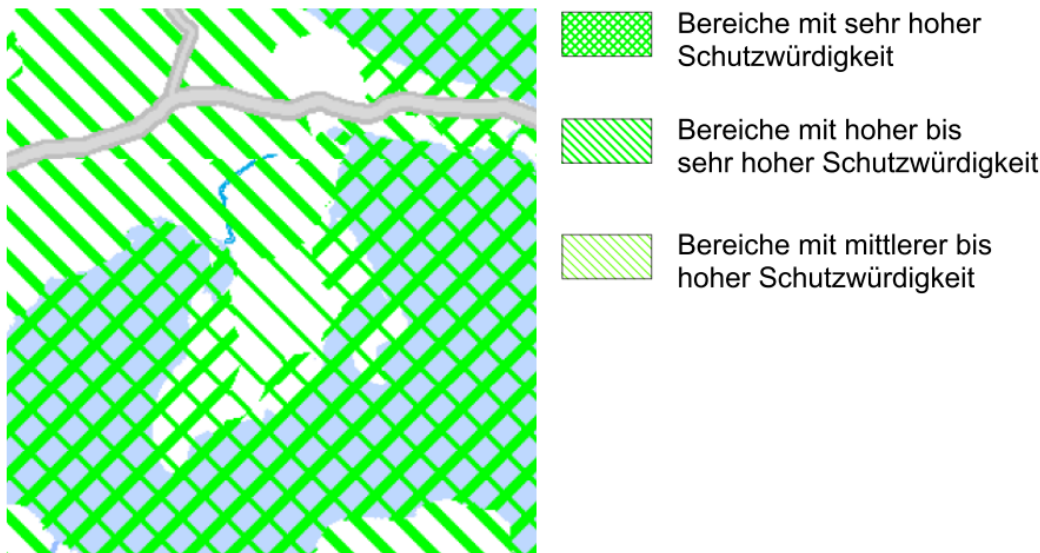 Bereiche mit sehr hoher
Schutzwürdigkeit
Bereiche mit hoher bis
sehr hoher Schutzwürdigkeit
Bereiche mit mittlerer bis
hoher Schutzwürdigkeit